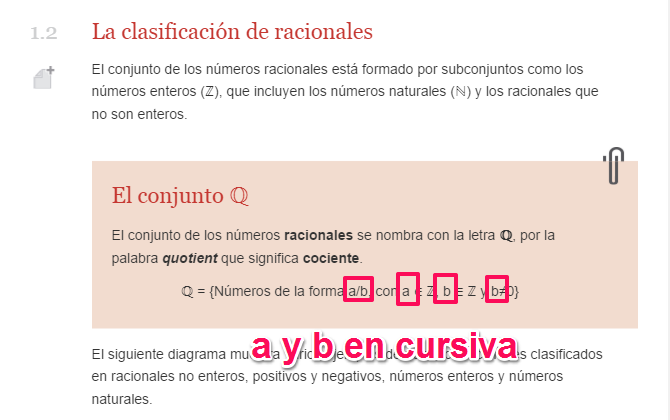 1.2 La clasificación de racionales
El conjunto de los números racionales está formado por subconjuntos como los
números enteros (ℤ), que incluyen los números naturales (ℕ) y los racionales que
no son enteros.
El conjunto ℚ
El conjunto de los números racionales se nombra con la letra ℚ, por la
palabra quotient que significa cociente.
ℚ = {Números de la forma a/b, con a ∈ ℤ, b ∈ ℤ y b≠0}
a y b en cursiva
El siguiente diagrama clasificados
en racionales no enteros, positivos y negativos, números enteros y números
naturales.